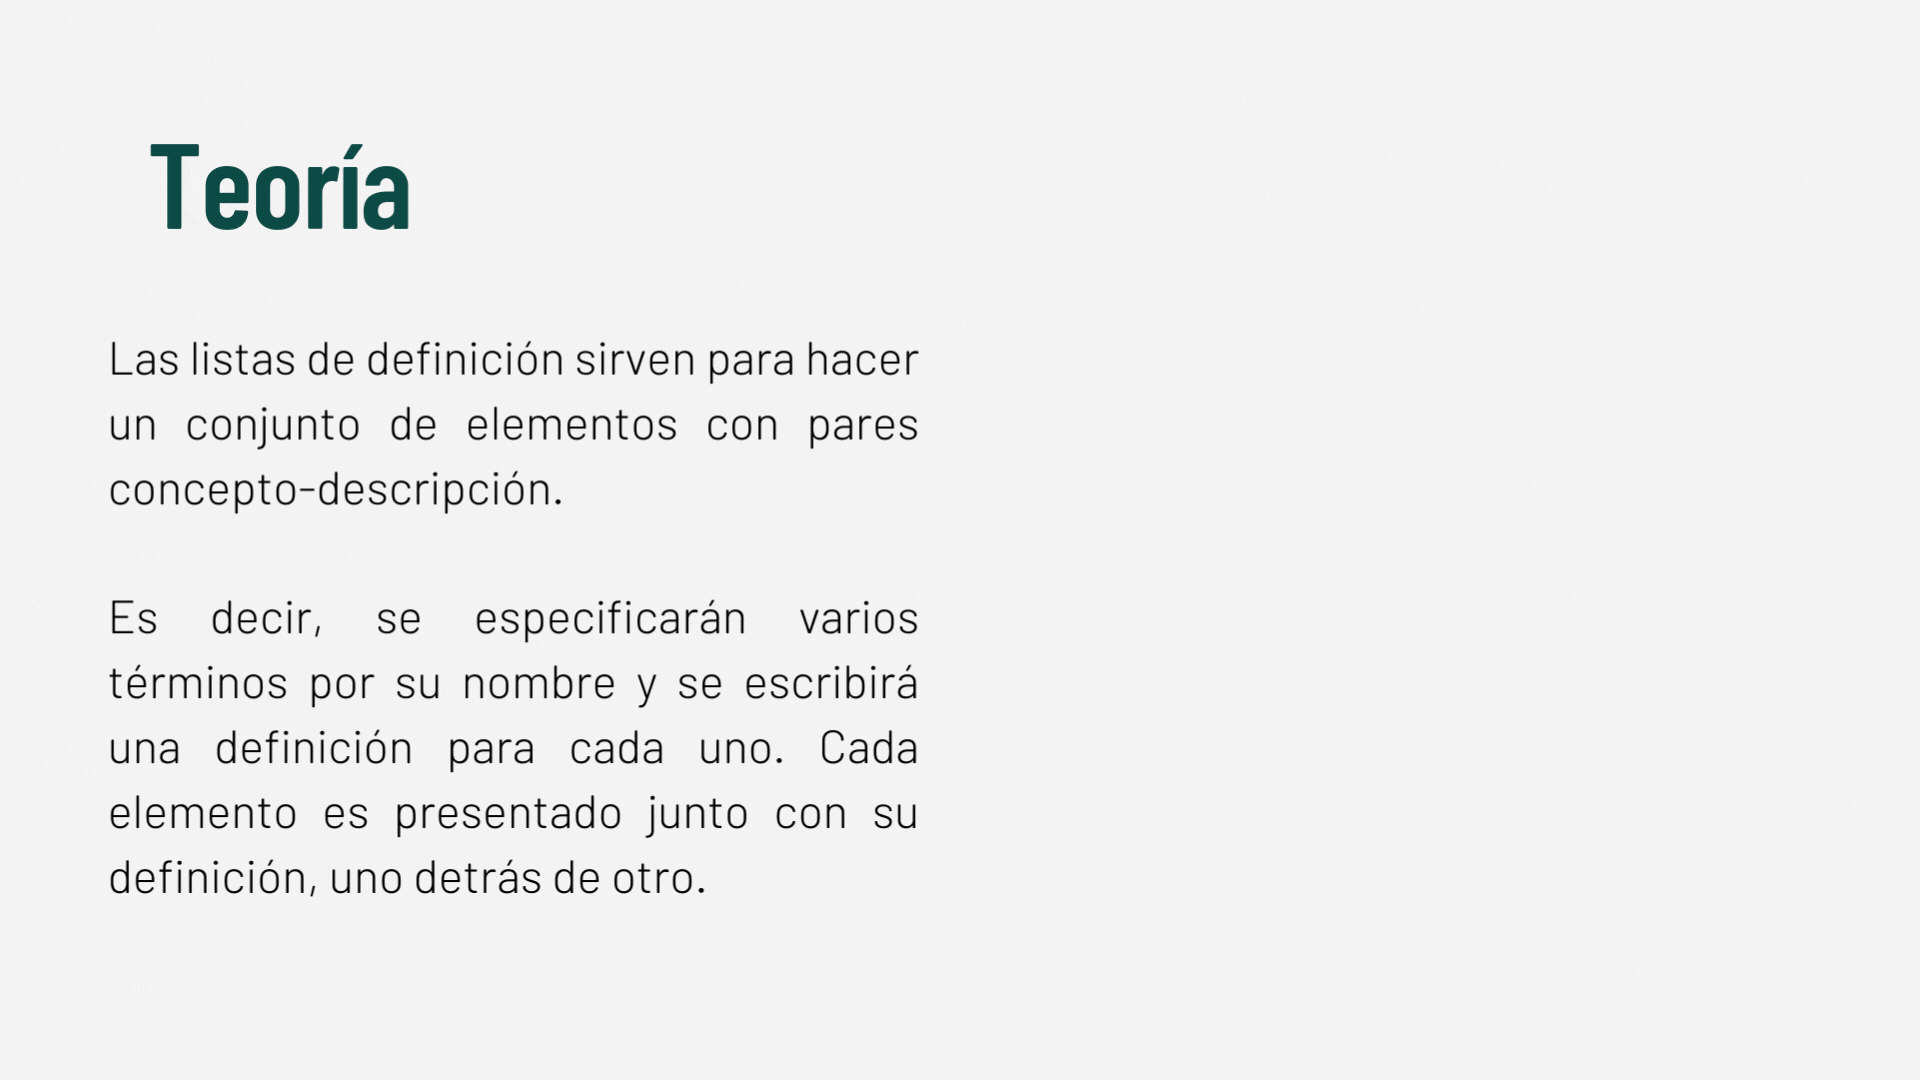 Teoría
Las listas de definición sirven para hacer
un conjunto de elementos con pares
concepto-descripción.
Es decir, se especificarán varios
términos por su nombre y se escribirá
una definición para cada uno. Cada
elemento es presentado junto con su
definición, uno detrás de otro.